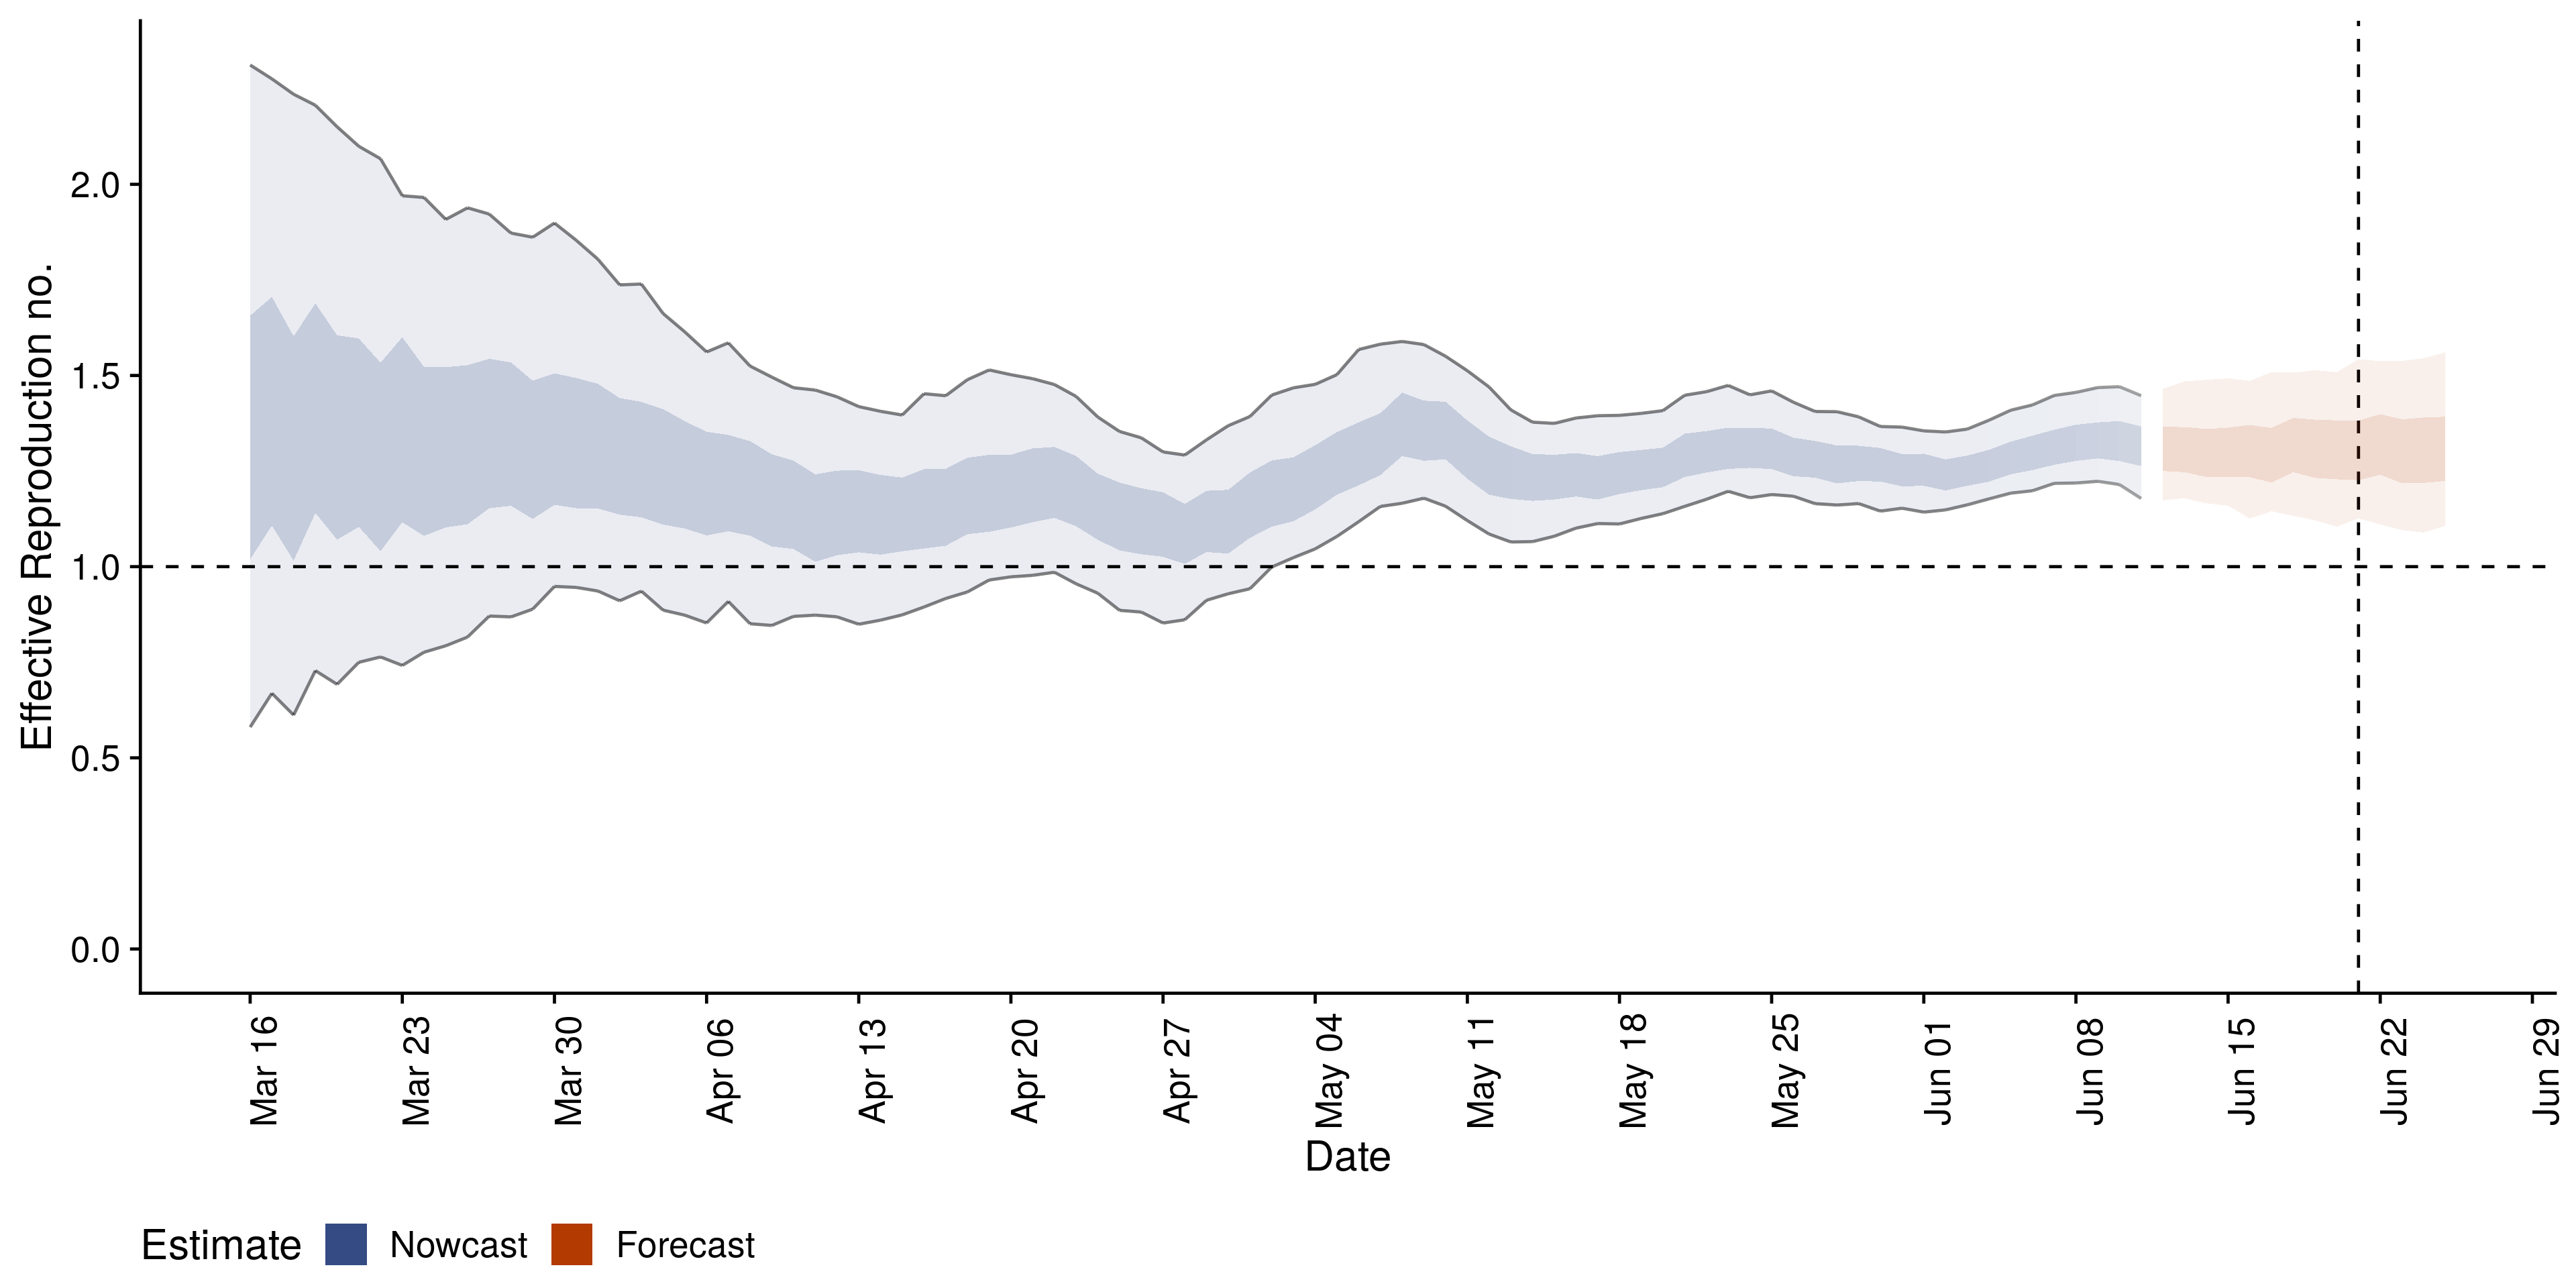 Effective Reproduction no.
2.0
1.5
1.0
0.5
0.0
Mar 16
Mar 23
Mar 30
Apr 06
Apr 13
Apr 20
Apr 27
May 04
May 11
May 18
May 25
Jun 01
Jun 08
Jun 15
Jun 22
Jun 29
Date
Estimate Nowcast Forecast